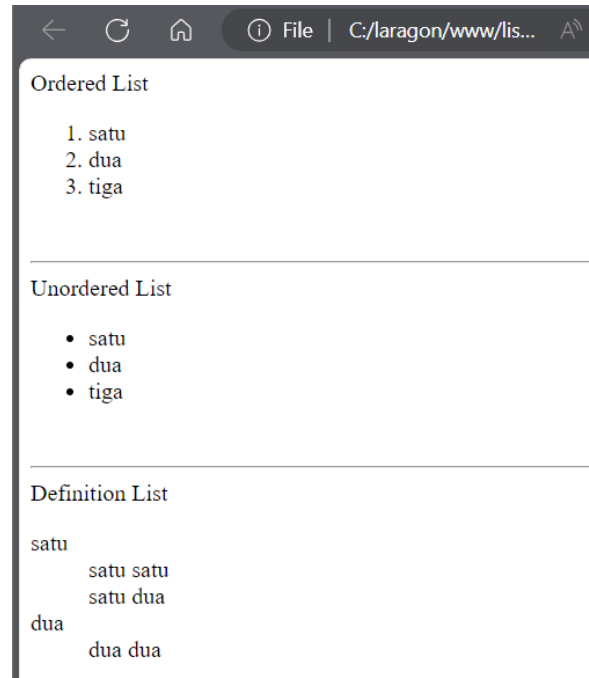 File | C:/laragon/www/lis...
Ordered List
1. satu
2. dua
3. tiga
Unordered List
• satu
• dua
• tiga
Definition List
satu
satu satu
satu dua
dua
dua dua